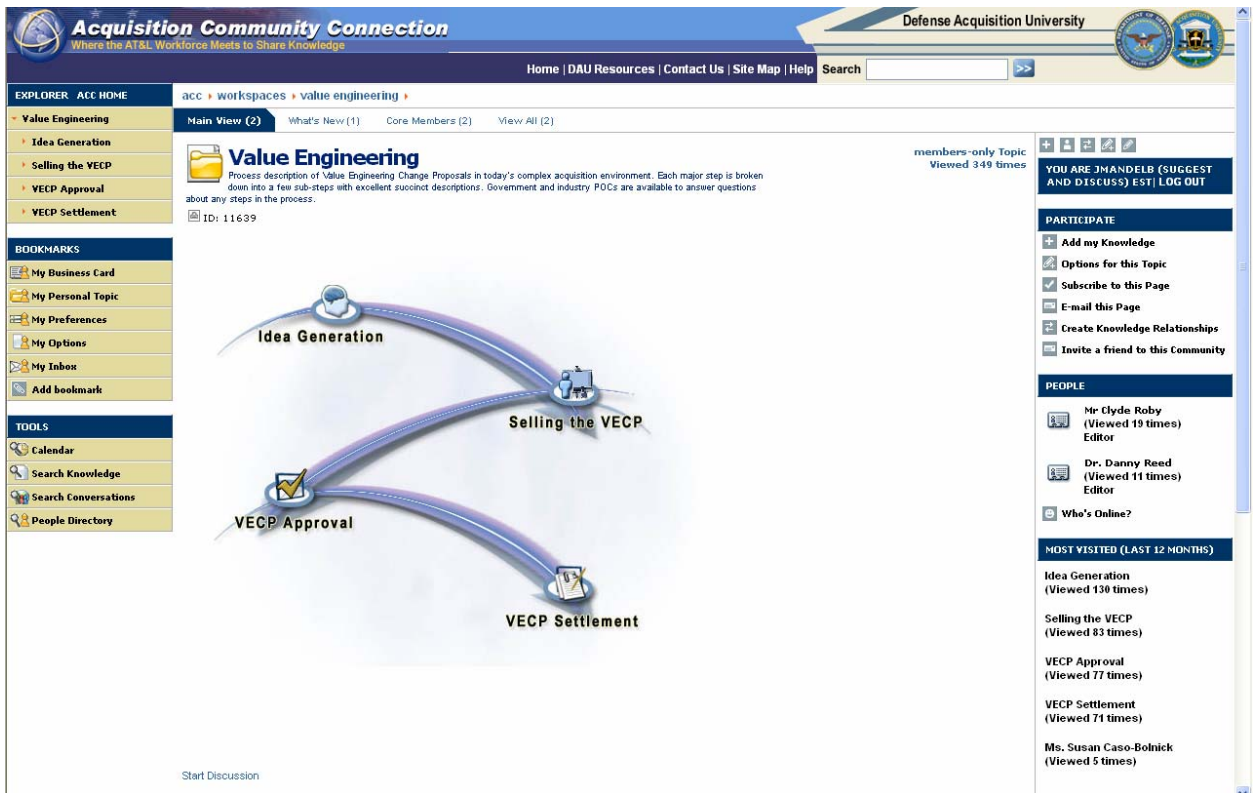 Acquisition Community Connection
Where the AT&L Workforce Meets to Share Knowledge
Defense Acquisition University
Home | DAU Resources | Contact Us | Site Map | Help Search >>
EXPLORER ACC HOME
Value Engineering
Idea Generation
Selling the VECP
VECP Approval
VECP Settlement
BOOKMARKS
My Business Card
My Personal Topic
My Preferences
My Options
My Inbox
Add bookmark
TOOLS
Calendar
Search Knowledge
Search Conversations
People Directory
acc workspaces value engineering
Main View (2) What's New (1) Core Members (2) View All (2)
Value Engineering
Process description of Value Engineering Change Proposals in today's complex acquisition environment. Each major step is broken
down into a few sub-steps with excellent succinct descriptions. Government and industry POCs are available to answer questions
about any steps in the process.
ID: 11639
members-only Topic
Viewed 349 times
Idea Generation
Selling the VECP
VECP Approval
VECP Settlement
Start Discussion
YOU ARE JMANDELB (SUGGEST
AND DISCUSS) EST| LOG OUT
PARTICIPATE
Add my Knowledge
Options for this Topic
Subscribe to this Page
E-mail this Page
Create Knowledge Relationships
Invite a friend to this Community
PEOPLE
Mr Clyde Roby
(Viewed 19 times)
Editor
Dr. Danny Reed
(Viewed 11 times)
Editor
Who's Online?
MOST VISITED (LAST 12 MONTHS)
Idea Generation
(Viewed 130 times)
Selling the VECP
(Viewed 83 times)
VECP Approval
(Viewed 77 times)
VECP Settlement
(Viewed 71 times)
Ms. Susan Caso-Bolnick
(Viewed 5 times)